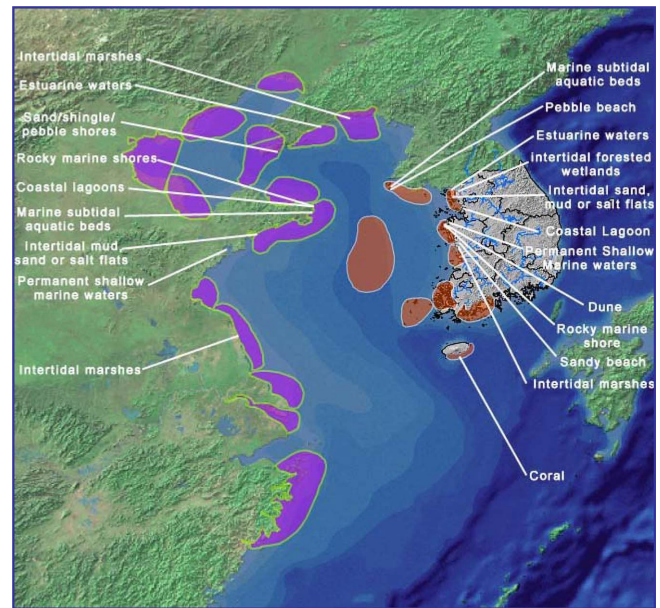 Intertidal marshes
Estuarine waters
Sand/shingle/
pebble shores
Rocky marine shores
Coastal lagoons
Marine subtidal
aquatic beds
Intertidal mud,
sand or salt flats
Permanent shallow
marine waters
Intertidal marshes
Marine subtidal
aquatic beds
Pebble beach
Estuarine waters
Intertidal forested
wetlands
Intertidal sand,
mud or salt flats
Coastal Lagoon
Permanent Shallow
Marine waters
Dune
Rocky marine
shore
Sandy beach
Intertidal marshes
Coral